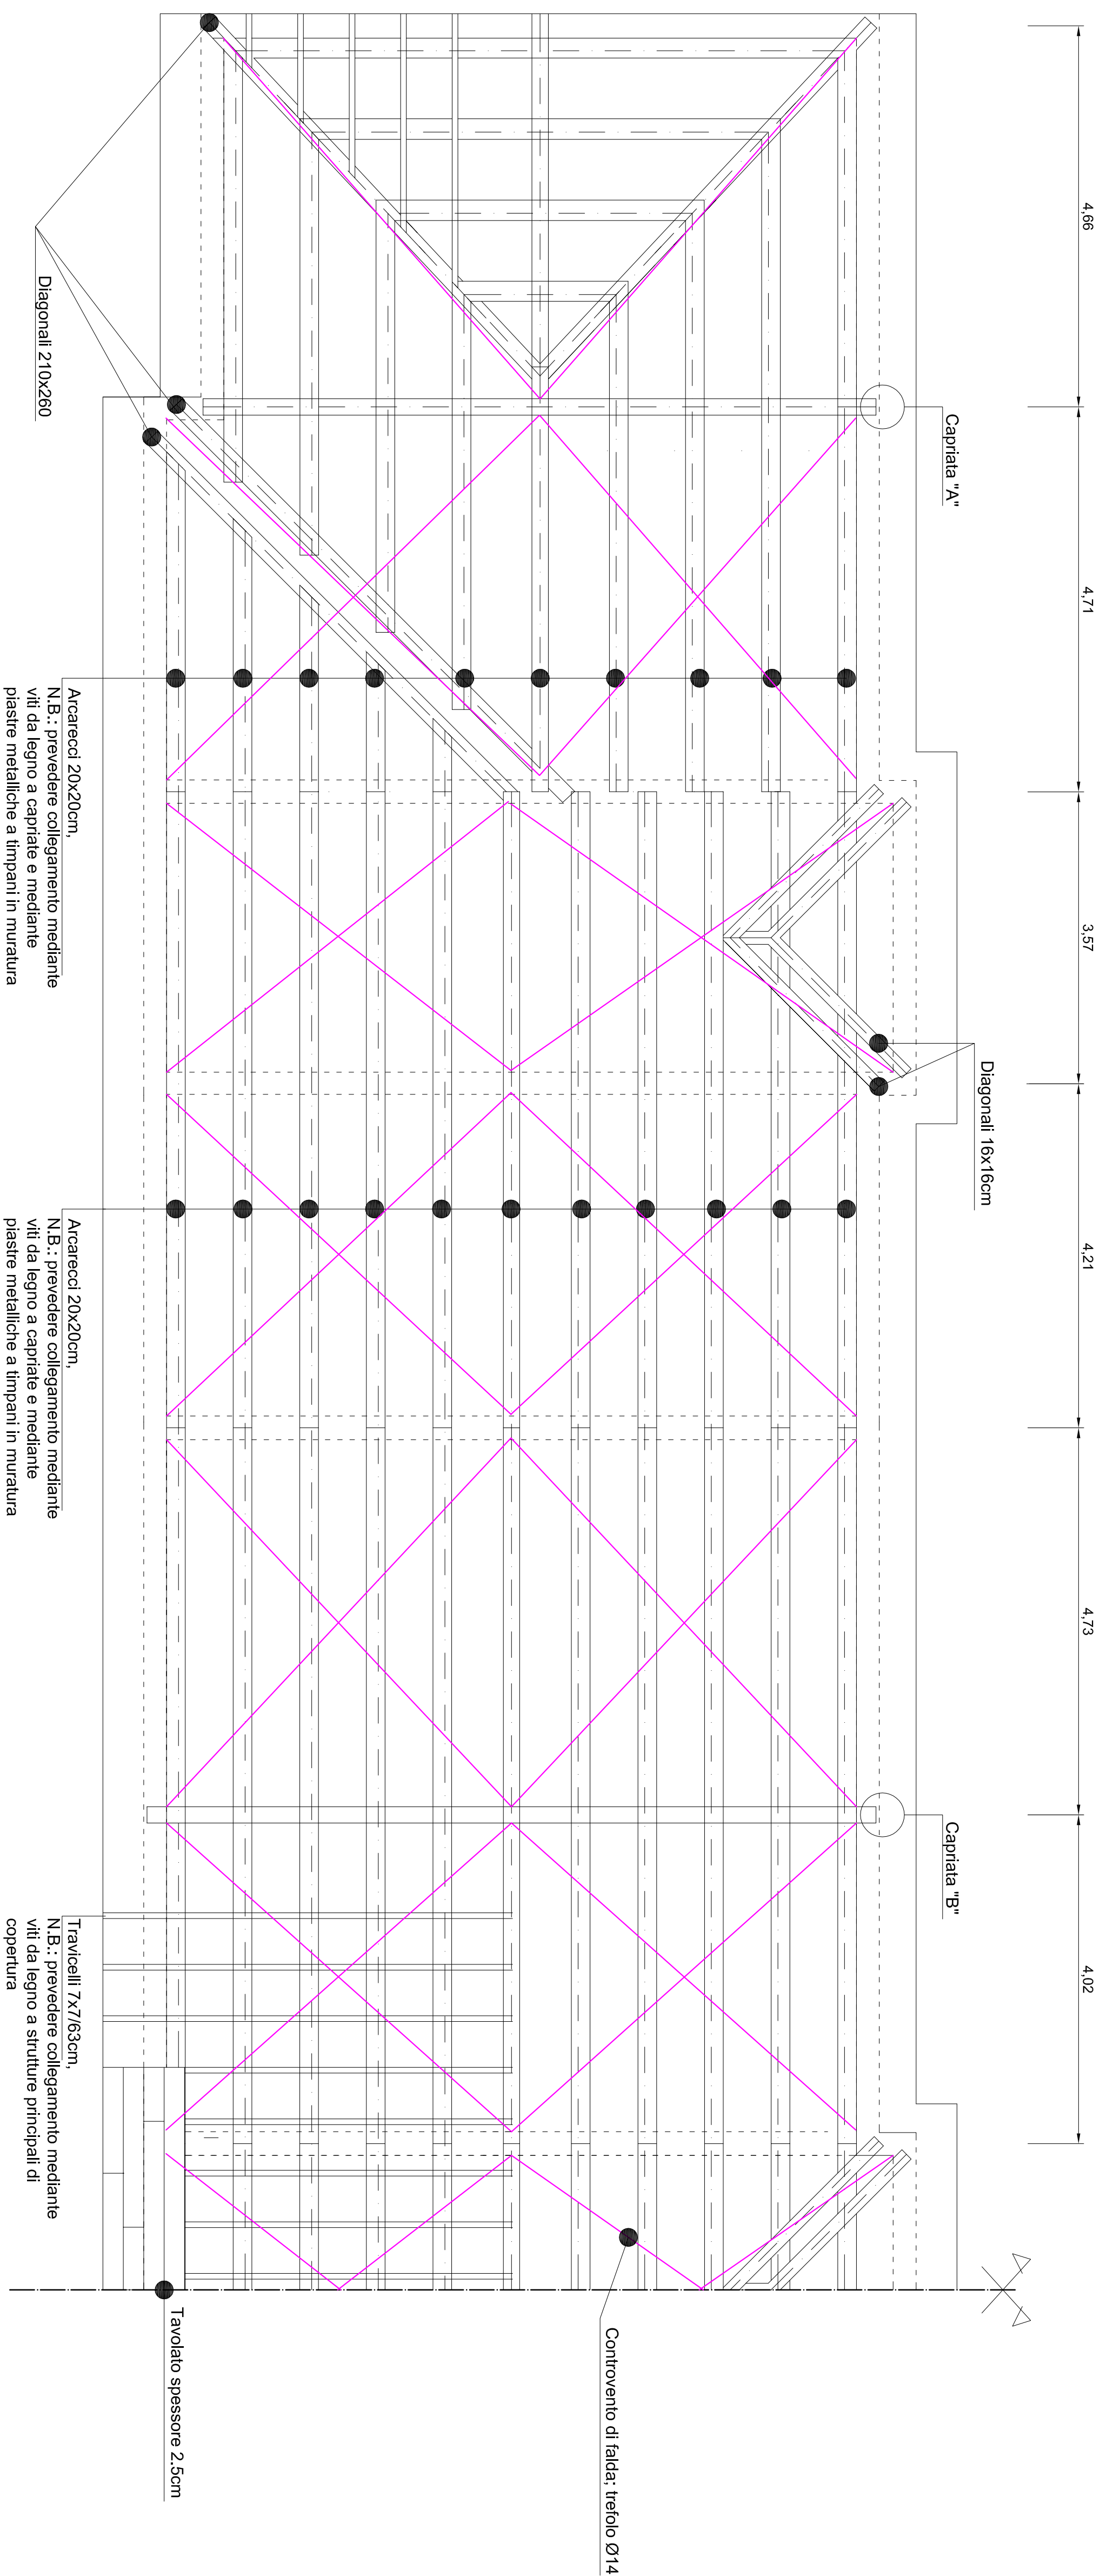 4,66
4,71
3,57
4,21
4,73
4,02
Capriata "A"
Diagonali 16x16cm
Capriata "B"
Diagonali 210x260
Controvento di falda; trefolo Ø14
Tavolato spessore 2.5cm
Arcarecci 20x20cm,
N.B.: prevedere collegamento mediante
viti da legno a capriate e mediante
piastre metalliche a timpani in muratura
Arcarecci 20x20cm,
N.B.: prevedere collegamento mediante
viti da legno a capriate e mediante
piastre metalliche a timpani in muratura
Travicelli 7x7/63cm,
N.B.: prevedere collegamento mediante
viti da legno a strutture principali di
copertura